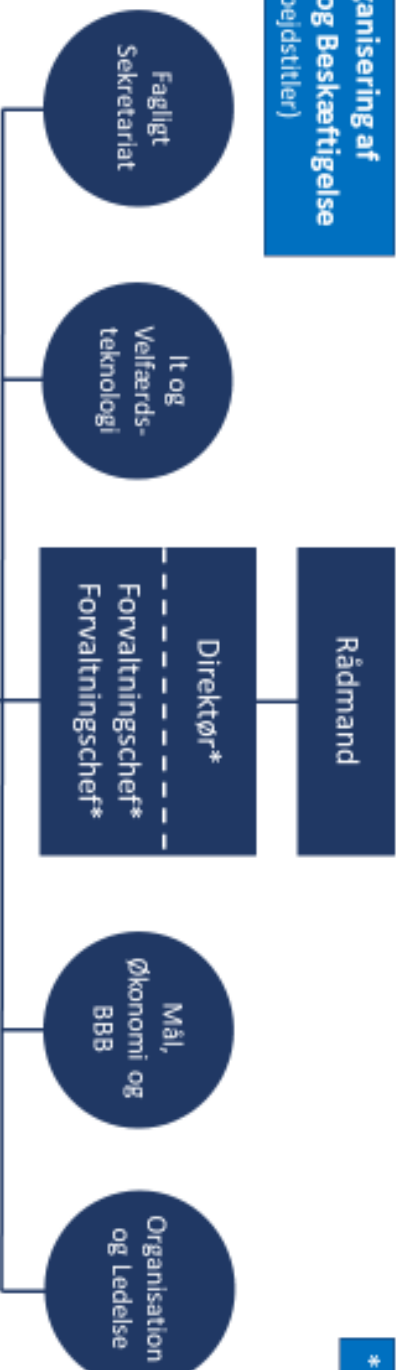 ganisering af
og Beskæftigelse
bejdstitler)
*
Rådmand
Direktør*
Forvaltningschef*
Forvaltningschef*
Fagligt
Sekretariat
It og
Velfærds-
teknologi
Mål,
Økonomi og
BBB
Organisation
og Ledelse